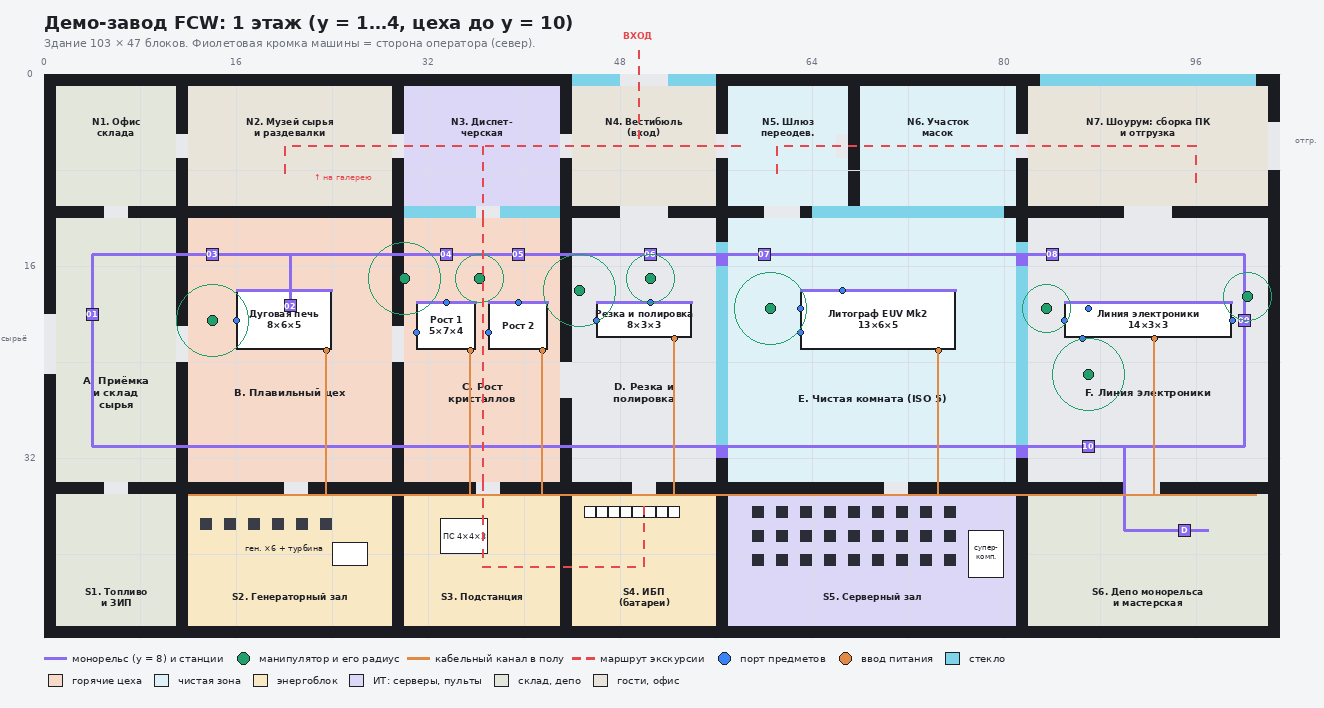 Демо-завод FCW: 1 этаж (y = 1…4, цеха до y = 10)
Здание 103 × 47 блоков. Фиолетовая кромка машины = сторона оператора (север).
ВХОД
0 16 32 64 80 96
0
N1. Офис
склада
N2. Музей сырья
и раздевалки
N3. Диспет-
черская
N4. Вестибюль
(вход)
N5. Шлюз
переодев.
N6. Участок
масок
N7. Шоурум: сборка ПК
и отгрузка
отгр.
↑ на галерею
03 04 05 06 07 08
16
01
02
09
сырьё
Дуговая печь
8×6×5
Рост 1
5×7×4
Рост 2
Резка и полировка
8×3×3
Литограф EUV Mk2
13×6×5
Линия электроники
14×3×3
A. Приёмка
и склад
сырья
B. Плавильный цех
C. Рост
кристаллов
D. Резка и
полировка
E. Чистая комната (ISO 5)
F. Линия электроники
10
32
ген. ×6 + турбина
ПС 4×4×3
супер-
комп.
D
S1. Топливо
и ЗИП
S2. Генераторный зал
S3. Подстанция
S4. ИБП
(батареи)
S5. Серверный зал
S6. Депо монорельса
и мастерская
монорельс (y = 8) и станции
манипулятор и его радиус
кабельный канал в полу
маршрут экскурсии
порт предметов
ввод питания
стекло
горячие цеха
чистая зона
энергоблок
ИТ: серверы, пульты
склад, депо
гости, офис